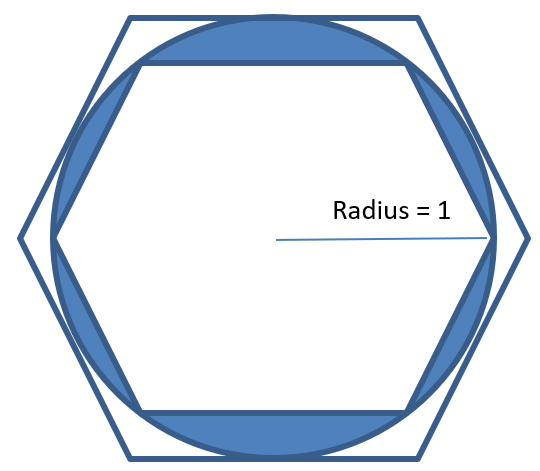 Radius = 1